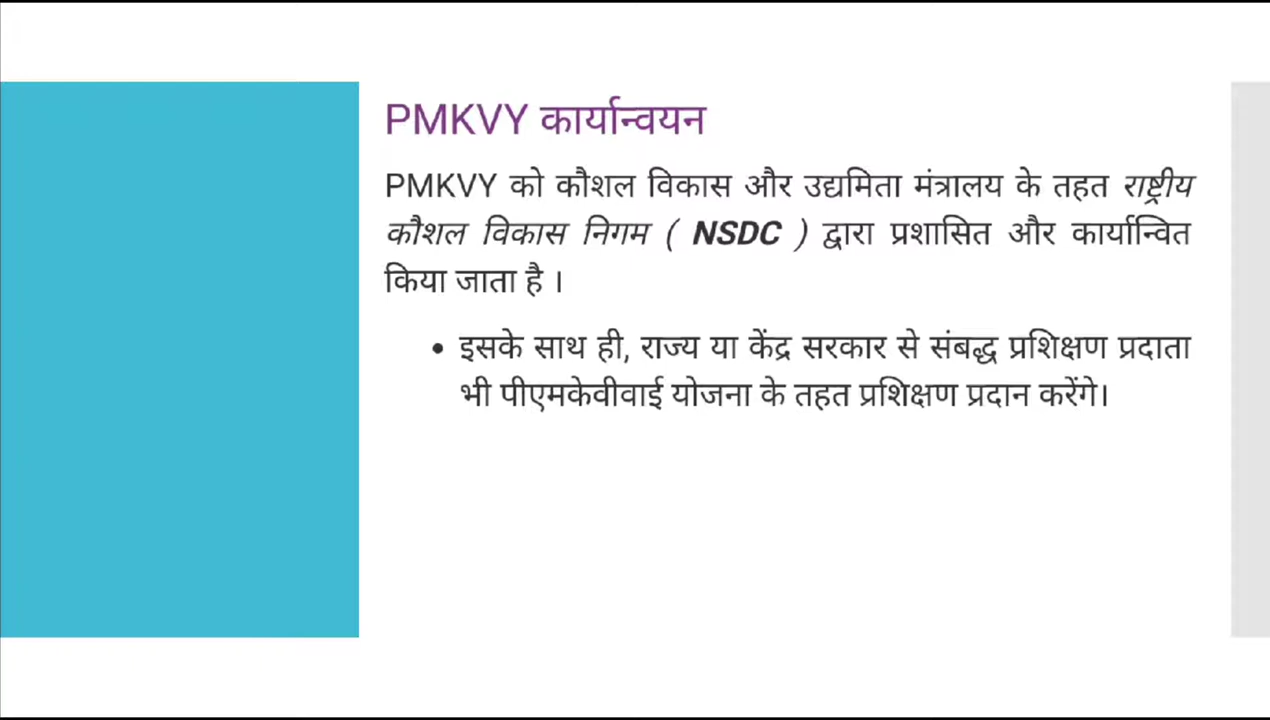 PMKVY कार्यान्वयन
PMKVY को कौशल विकास और उद्यमिता मंत्रालय के तहत राष्ट्रीय
कौशल विकास निगम ( NSDC ) द्वारा प्रशासित और कार्यान्वित
किया जाता है ।
• इसके साथ ही, राज्य या केंद्र सरकार से संबद्ध प्रशिक्षण प्रदाता
भी पीएमकेवीवाई योजना के तहत प्रशिक्षण प्रदान करेंगे।